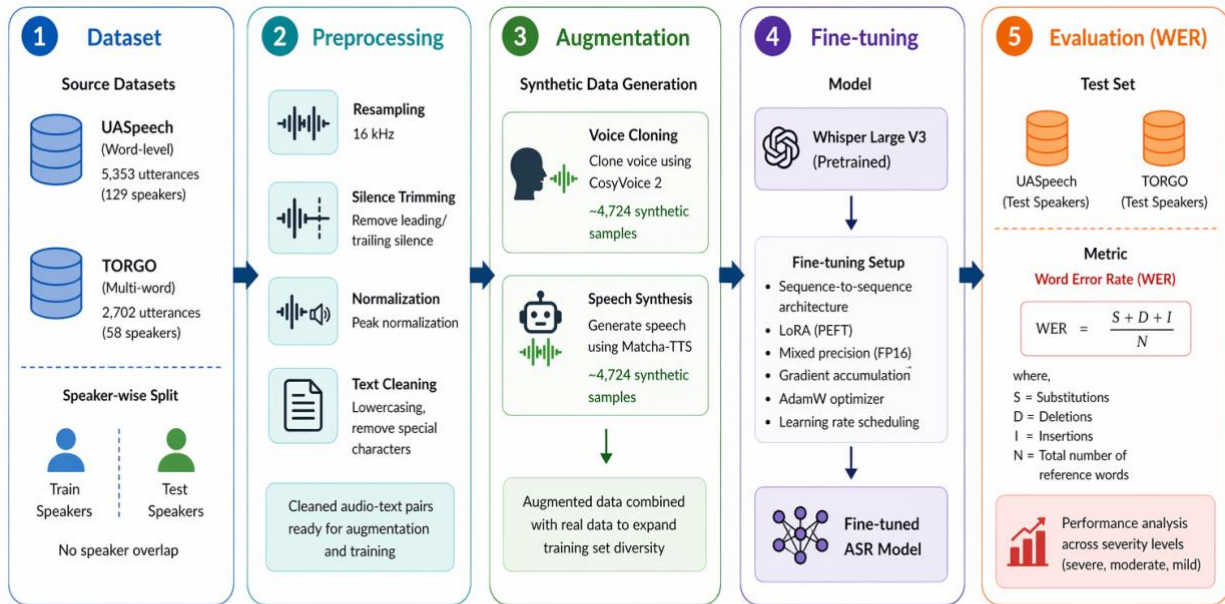 1 Dataset
Source Datasets
UASpeech
(Word-level)
5,353 utterances
(129 speakers)
TORGO
(Multi-word)
2,702 utterances
(58 speakers)
Speaker-wise Split
Train
Speakers
Test
Speakers
No speaker overlap
2 Preprocessing
Resampling
16 kHz
Silence Trimming
Remove leading/
trailing silence
Normalization
Peak normalization
Text Cleaning
Lowercasing,
remove special
characters
Cleaned audio-text pairs
ready for augmentation
and training
3 Augmentation
Synthetic Data Generation
Voice Cloning
Clone voice using
CosyVoice 2
~4,724 synthetic
samples
Speech Synthesis
Generate speech
using Matcha-TTS
~4,724 synthetic
samples
Augmented data combined
with real data to expand
training set diversity
4 Fine-tuning
Model
Whisper Large V3
(Pretrained)
Fine-tuning Setup
• Sequence-to-sequence
architecture
• LoRA (PEFT)
• Mixed precision (FP16)
• Gradient accumulation
• AdamW optimizer
• Learning rate scheduling
Fine-tuned
ASR Model
5 Evaluation (WER)
Test Set
UASpeech
(Test Speakers)
TORGO
(Test Speakers)
Metric
Word Error Rate (WER)
WER = S + D + I
N
where,
S = Substitutions
D = Deletions
I = Insertions
N = Total number of
reference words
Performance analysis
across severity levels
(severe, moderate, mild)